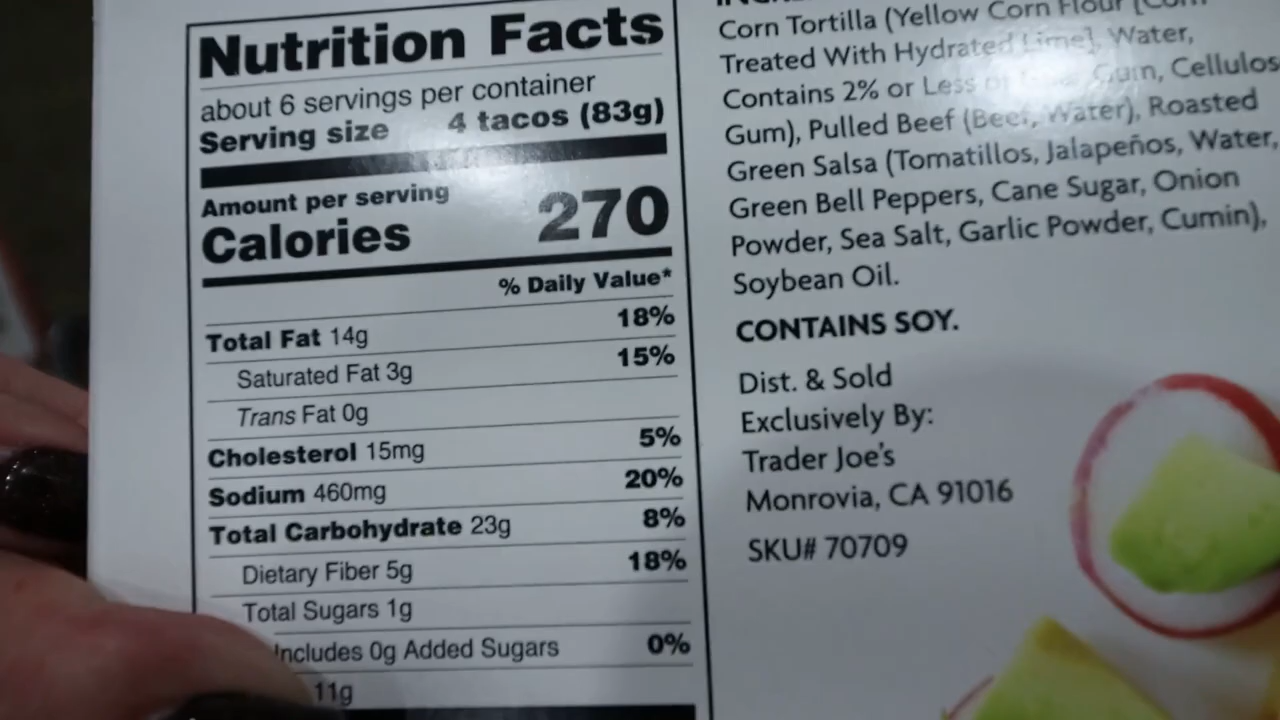 Nutrition Facts
about 6 servings per container
Serving size 4 tacos (83g)
Amount per serving
Calories 270
% Daily Value*
Total Fat 14g 18%
Saturated Fat 3g 15%
Trans Fat 0g
Cholesterol 15mg 5%
Sodium 460mg 20%
Total Carbohydrate 23g 8%
Dietary Fiber 5g 18%
Total Sugars 1g
Includes 0g Added Sugars 0%
11g
Corn Tortilla (Yellow Corn Flour [Corn
Treated With Hydrated Lime], Water,
Contains 2% or Less of Gum, Cellulos
Gum), Pulled Beef (Beef, Water), Roasted
Green Salsa (Tomatillos, Jalapeños, Water,
Green Bell Peppers, Cane Sugar, Onion
Powder, Sea Salt, Garlic Powder, Cumin),
Soybean Oil.
CONTAINS SOY.
Dist. & Sold
Exclusively By:
Trader Joe's
Monrovia, CA 91016
SKU# 70709